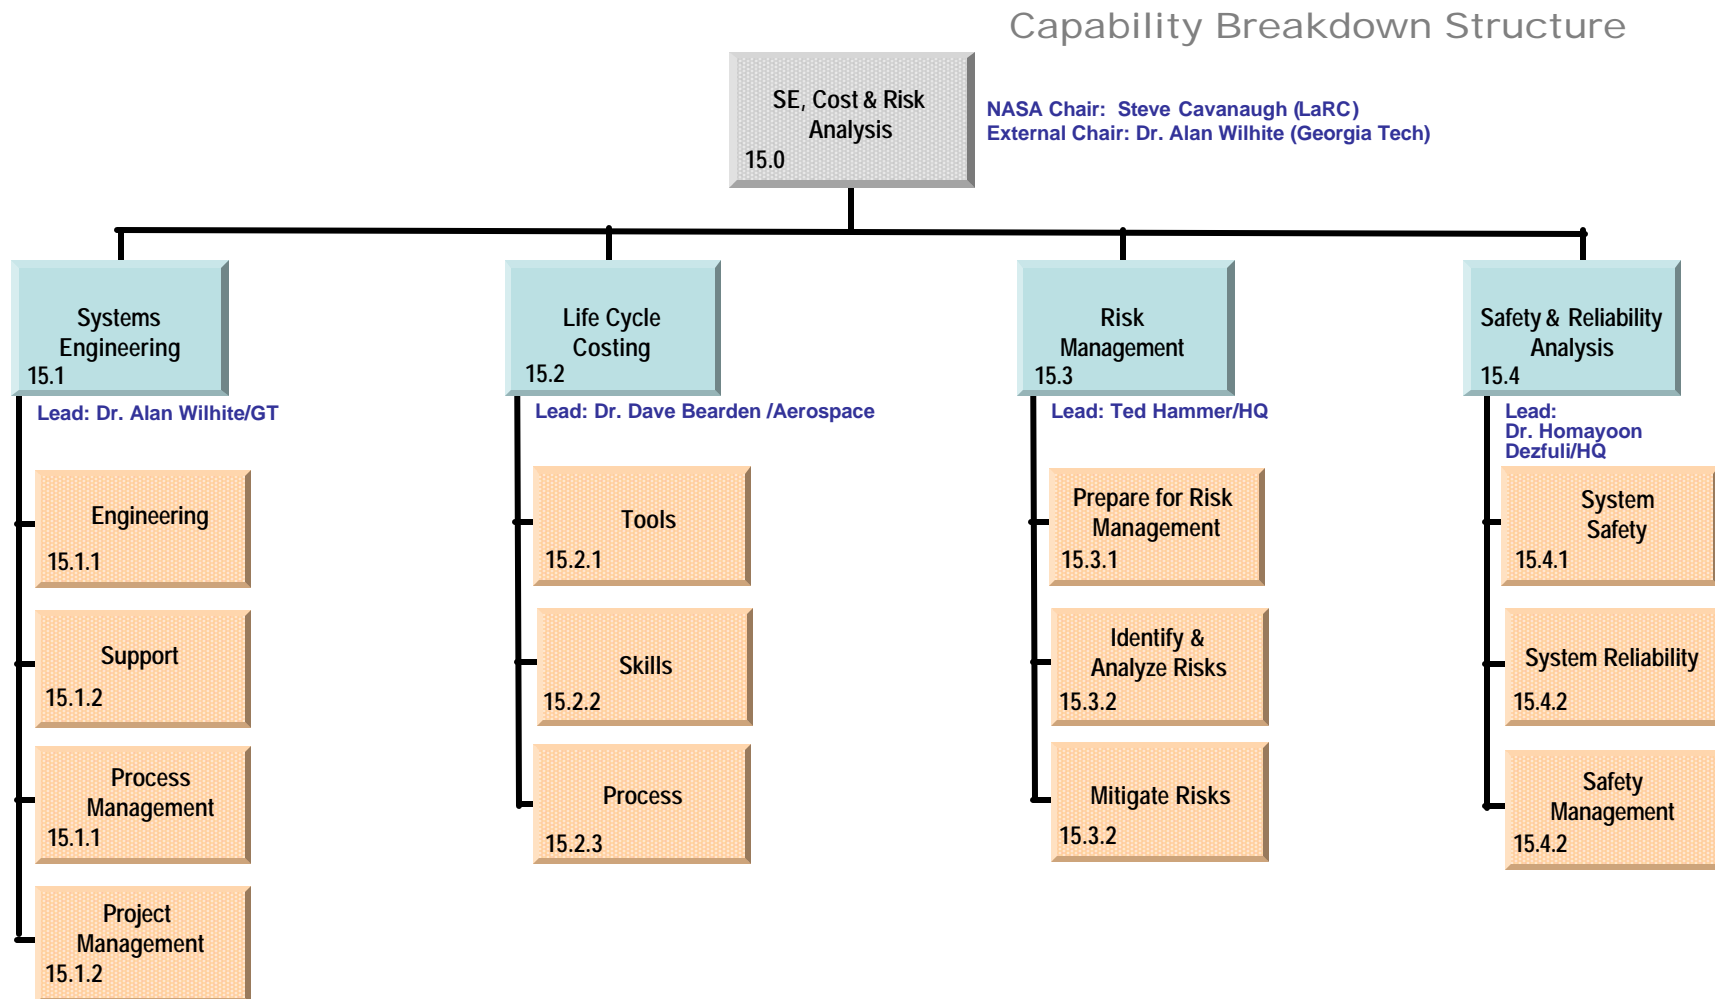 Capability Breakdown Structure
SE, Cost & Risk
Analysis
15.0
NASA Chair: Steve Cavanaugh (LaRC)
External Chair: Dr. Alan Wilhite (Georgia Tech)
Systems
Engineering
15.1
Lead: Dr. Alan Wilhite/GT
Engineering
15.1.1
Support
15.1.2
Process
Management
15.1.1
Project
Management
15.1.2
Life Cycle
Costing
15.2
Lead: Dr. Dave Bearden /Aerospace
Tools
15.2.1
Skills
15.2.2
Process
15.2.3
Risk
Management
15.3
Lead: Ted Hammer/HQ
Prepare for Risk
Management
15.3.1
Identify &
Analyze Risks
15.3.2
Mitigate Risks
15.3.2
Safety & Reliability
Analysis
15.4
Lead:
Dr. Homayoon
Dezfuli/HQ
System
Safety
15.4.1
System Reliability
15.4.2
Safety
Management
15.4.2